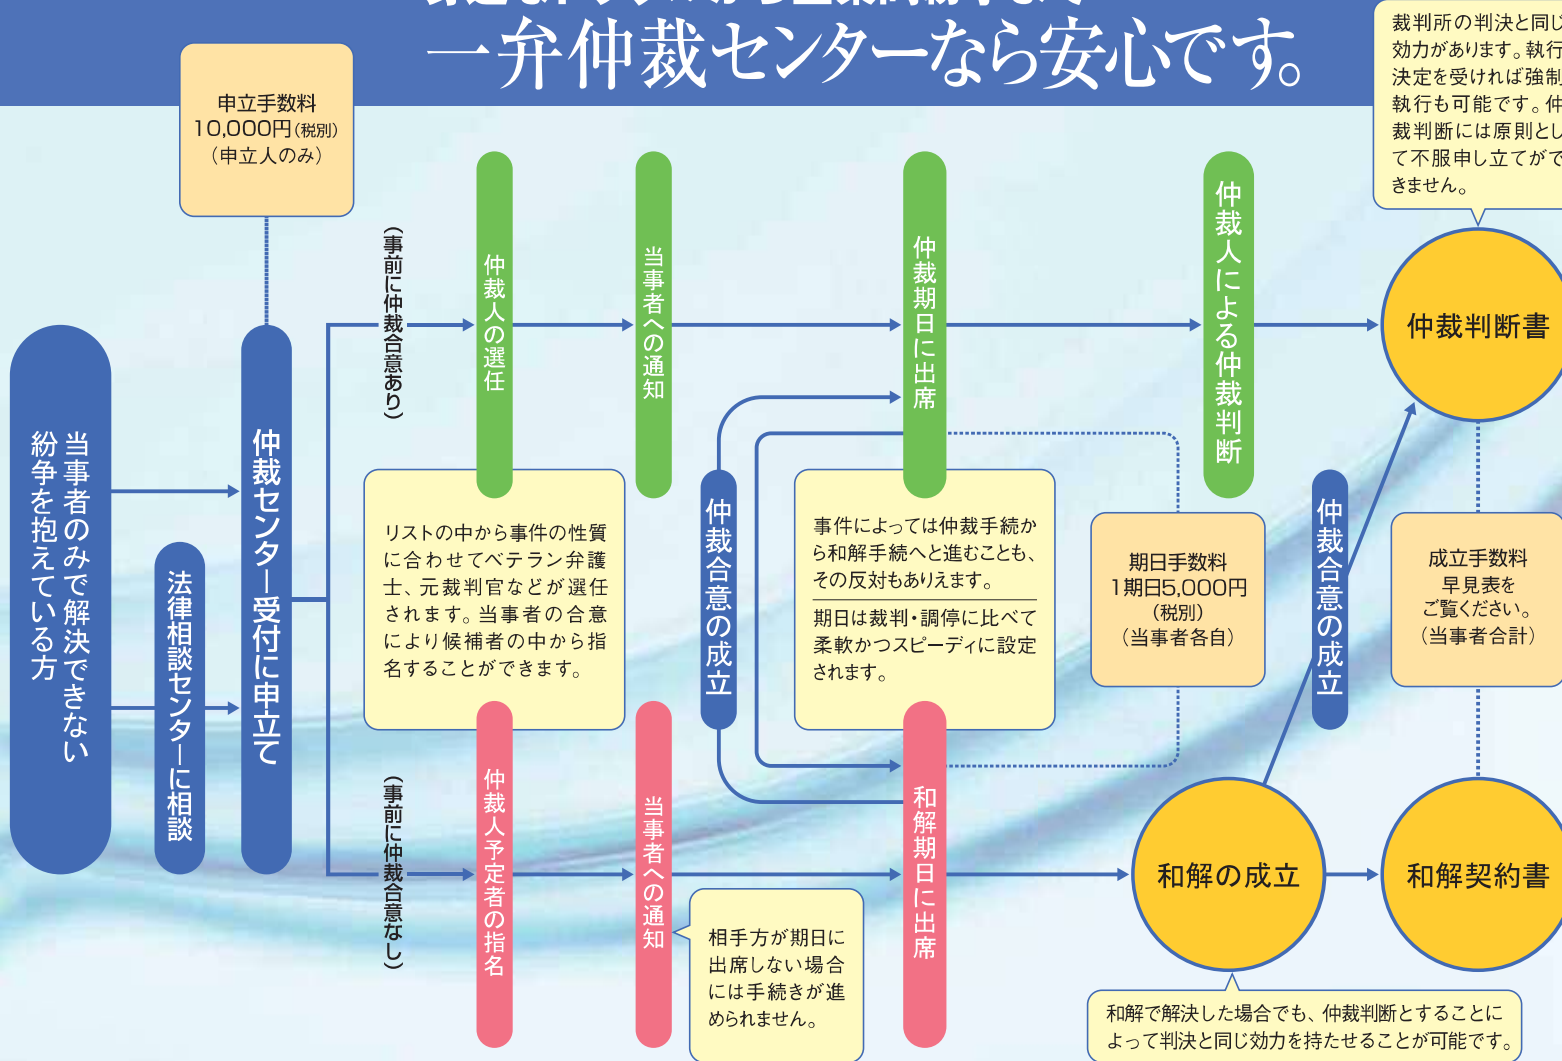 一弁仲裁センターなら安心です。
申立手数料
10,000円(税別)
(申立人のみ)
裁判所の判決と同じ
効力があります。執行
決定を受ければ強制
執行も可能です。仲
裁判断には原則とし
て不服申し立てがで
きません。
当事者のみで解決できない
紛争を抱えている方
法律相談センターに相談
仲裁センター受付に申立て
(事前に仲裁合意あり)
仲裁人の選任
当事者への通知
仲裁期日に出席
仲裁人による仲裁判断
仲裁判断書
リストの中から事件の性質
に合わせてベテラン弁護
士、元裁判官などが選任
されます。当事者の合意
により候補者の中から指
名することができます。
仲裁合意の成立
事件によっては仲裁手続か
ら和解手続へと進むことも、
その反対もありえます。
期日は裁判・調停に比べて
柔軟かつスピーディに設定
されます。
期日手数料
1期日5,000円
(税別)
(当事者各自)
仲裁合意の成立
成立手数料
早見表を
ご覧ください。
(当事者合計)
(事前に仲裁合意なし)
仲裁人予定者の指名
当事者への通知
相手方が期日に
出席しない場合
には手続きが進
められません。
和解期日に出席
和解の成立
和解契約書
和解で解決した場合でも、仲裁判断とすることに
よって判決と同じ効力を持たせることが可能です。